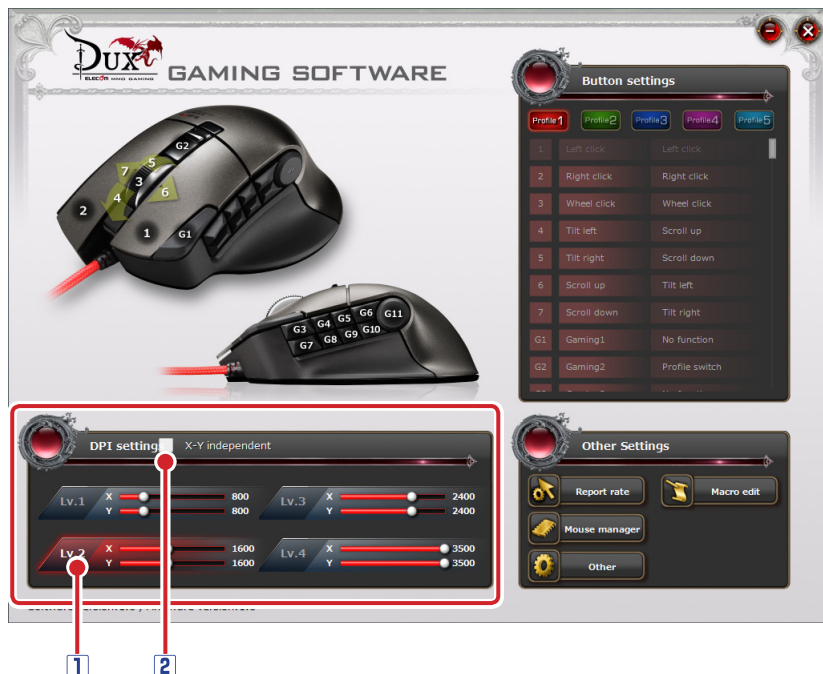 DUX
ELECOM MMO GAMING
GAMING SOFTWARE
G2
5
7
3
6
4
2
1
G1
G3 G4 G5 G6 G11
G7 G8 G9 G10
Button settings
Profile1 Profile2 Profile3 Profile4 Profile5
1 Left click Left click
2 Right click Right click
3 Wheel click Wheel click
4 Tilt left Scroll up
5 Tilt right Scroll down
6 Scroll up Tilt left
7 Scroll down Tilt right
G1 Gaming1 No function
G2 Gaming2 Profile switch
DPI setting X-Y independent
Lv.1 X 800
Y 800
Lv.3 X 2400
Y 2400
Lv.2 X 1600
Y 1600
Lv.4 X 3500
Y 3500
Other Settings
Report rate Macro edit
Mouse manager
Other
1 2